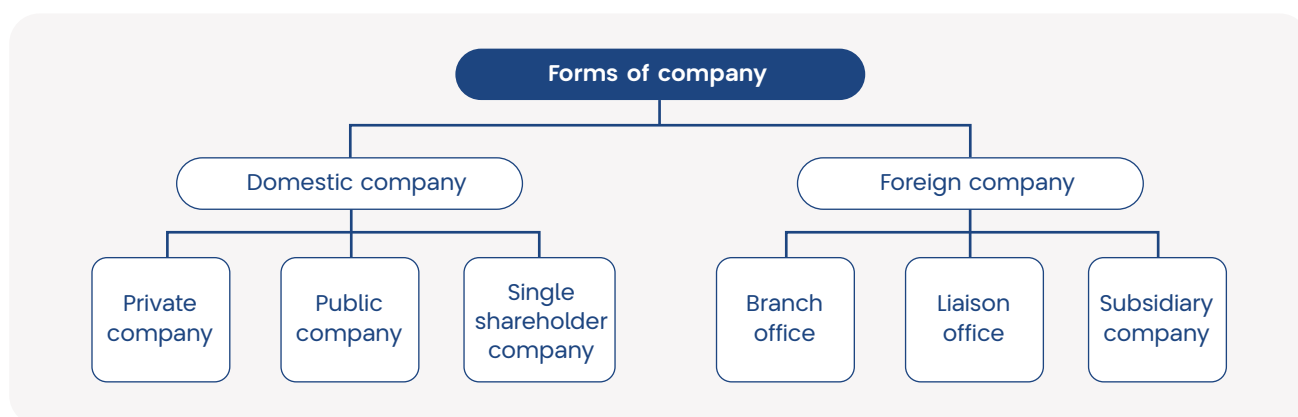 Forms of company
Domestic company
Foreign company
Private
company
Public
company
Single
shareholder
company
Branch
office
Liaison
office
Subsidiary
company